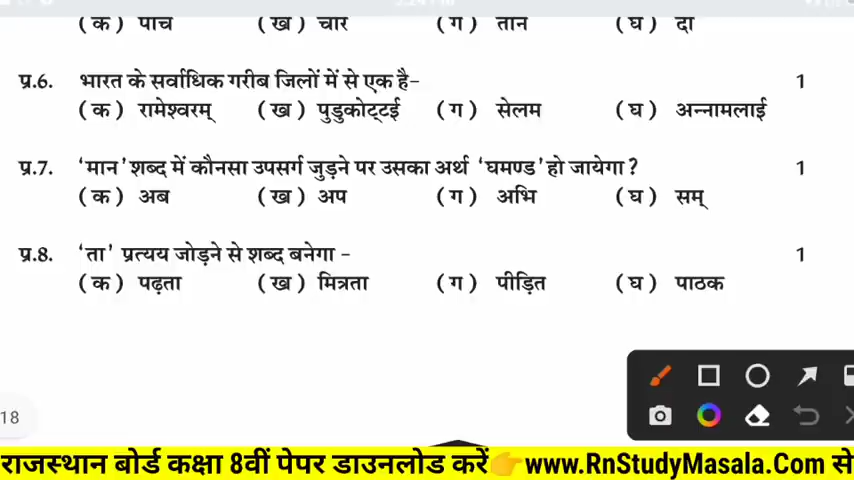 (क) पाँच (ख) चार (ग) तीन (घ) दो
प्र.6. भारत के सर्वाधिक गरीब जिलों में से एक है- 1
(क) रामेश्वरम् (ख) पुडुकोट्टई (ग) सेलम (घ) अन्नामलाई
प्र.7. 'मान' शब्द में कौनसा उपसर्ग जुड़ने पर उसका अर्थ 'घमण्ड' हो जायेगा? 1
(क) अब (ख) अप (ग) अभि (घ) सम्
प्र.8. 'ता' प्रत्यय जोड़ने से शब्द बनेगा - 1
(क) पढ़ता (ख) मित्रता (ग) पीड़ित (घ) पाठक
18
राजस्थान बोर्ड कक्षा 8वीं पेपर डाउनलोड करें👉www.RnStudyMasala.Com से